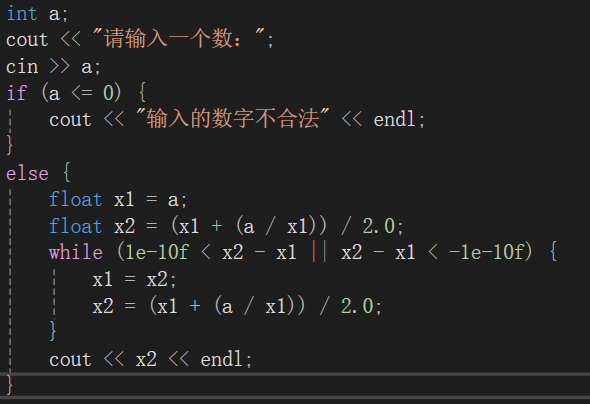 int a;
cout << "请输入一个数：";
cin >> a;
if (a <= 0) {
cout << "输入的数字不合法" << endl;
}
else {
float x1 = a;
float x2 = (x1 + (a / x1)) / 2.0;
while (1e-10f < x2 - x1 || x2 - x1 < -1e-10f) {
x1 = x2;
x2 = (x1 + (a / x1)) / 2.0;
}
cout << x2 << endl;
}